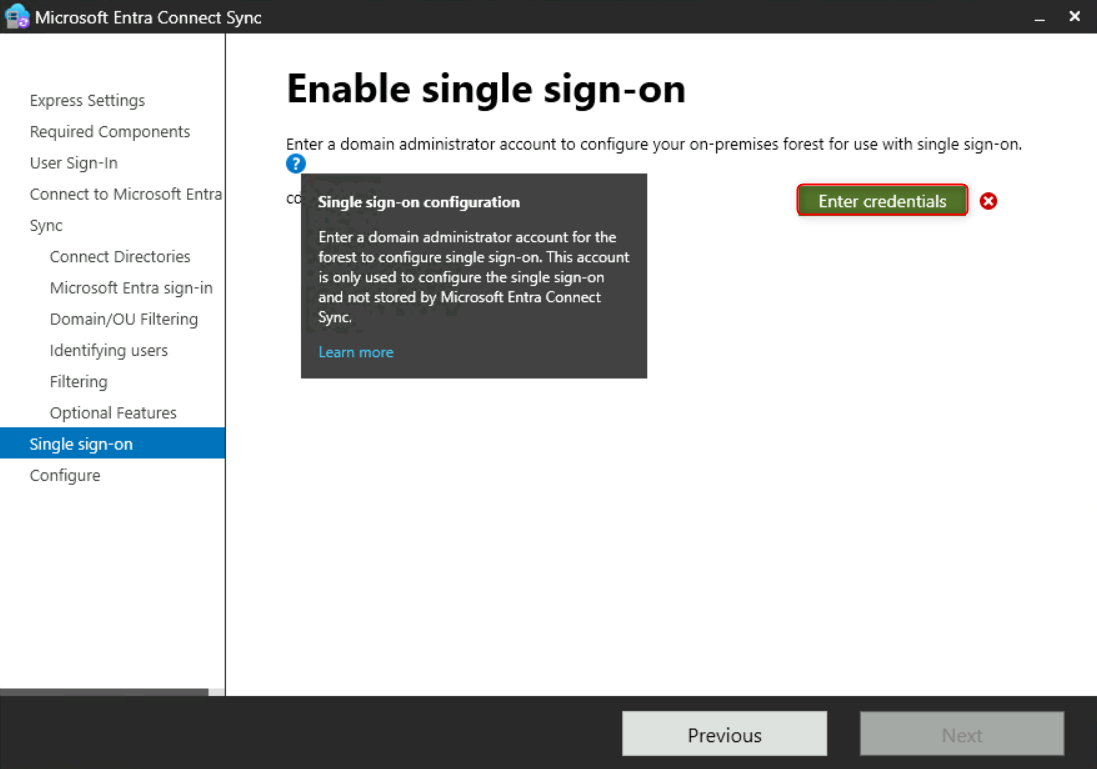 Microsoft Entra Connect Sync
Express Settings
Required Components
User Sign-In
Connect to Microsoft Entra
Sync
Connect Directories
Microsoft Entra sign-in
Domain/OU Filtering
Identifying users
Filtering
Optional Features
Single sign-on
Configure
Enable single sign-on
Enter a domain administrator account to configure your on-premises forest for use with single sign-on.
?
Enter credentials
Single sign-on configuration
Enter a domain administrator account for the
forest to configure single sign-on. This account
is only used to configure the single sign-on
and not stored by Microsoft Entra Connect
Sync.
Learn more
Previous
Next